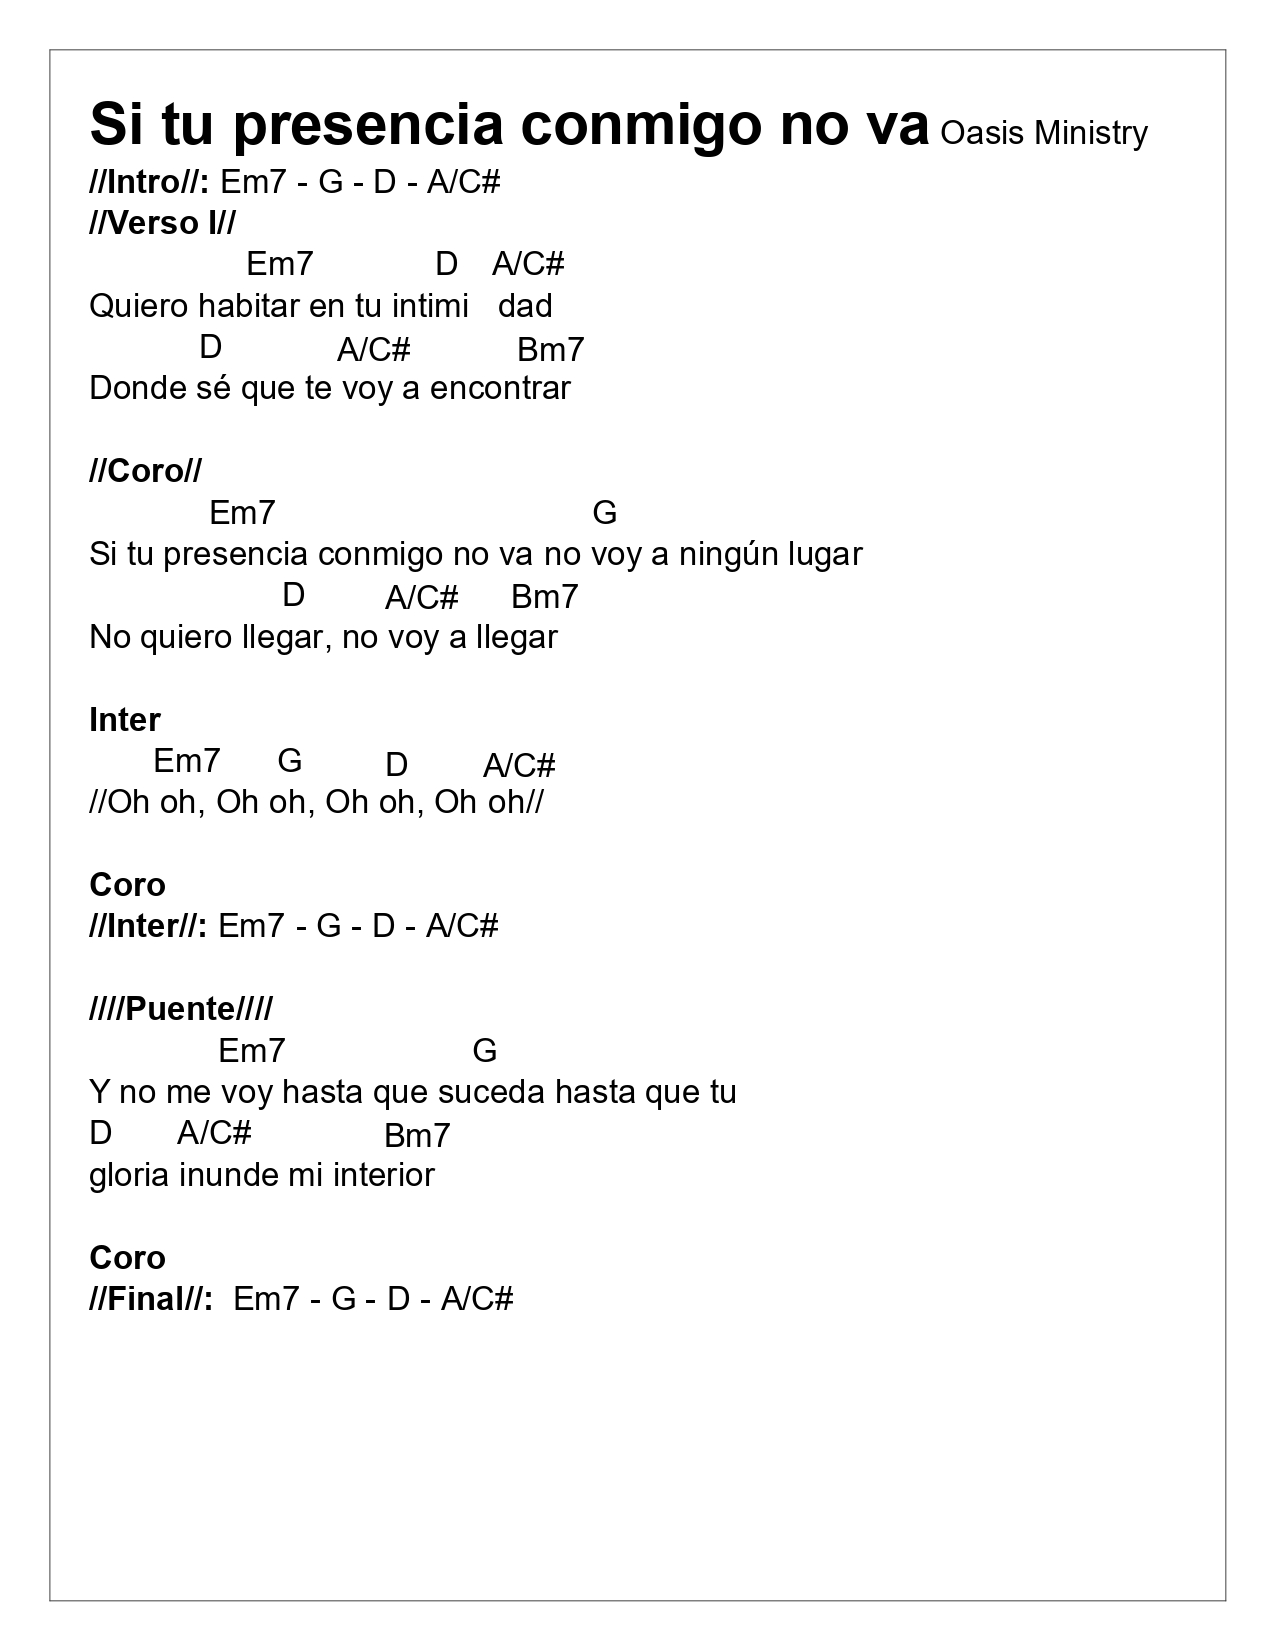 Si tu presencia conmigo no va Oasis Ministry
//Intro//: Em7 - G - D - A/C#
//Verso I//
Em7 D A/C#
Quiero habitar en tu intimi dad
D A/C# Bm7
Donde sé que te voy a encontrar
//Coro//
Em7 G
Si tu presencia conmigo no va no voy a ningún lugar
D A/C# Bm7
No quiero llegar, no voy a llegar
Inter
Em7 G D A/C#
//Oh oh, Oh oh, Oh oh, Oh oh//
Coro
//Inter//: Em7 - G - D - A/C#
////Puente////
Em7 G
Y no me voy hasta que suceda hasta que tu
D A/C# Bm7
gloria inunde mi interior
Coro
//Final//: Em7 - G - D - A/C#